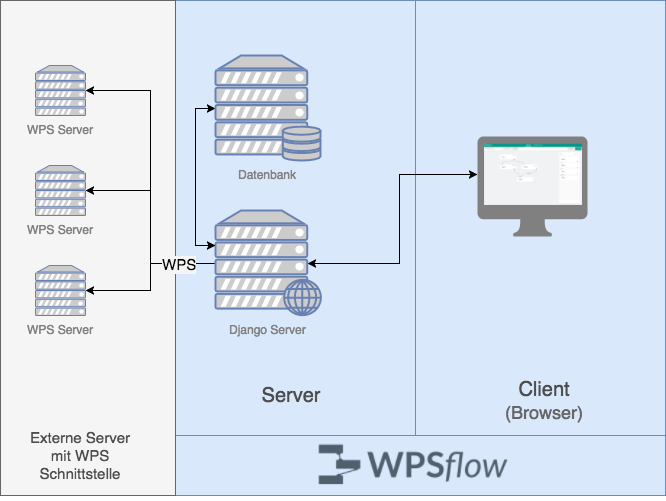 WPS Server
WPS Server
WPS Server
Externe Server
mit WPS
Schnittstelle
Datenbank
WPS
Django Server
Server
Client
(Browser)
WPSflow